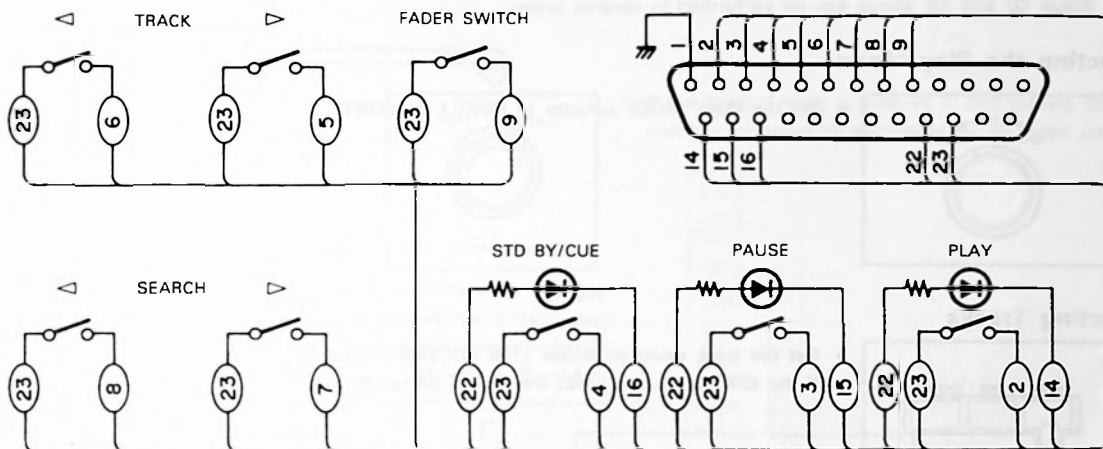 ◁ TRACK ▷
FADER SWITCH
1 2 3 4 5 6 7 8 9
23 6 23 5 23 9
14 15 16 22 23
STD BY/CUE PAUSE PLAY
◁ SEARCH ▷
23 8 23 7 22 23 4 16 22 23 3 15 22 23 2 14